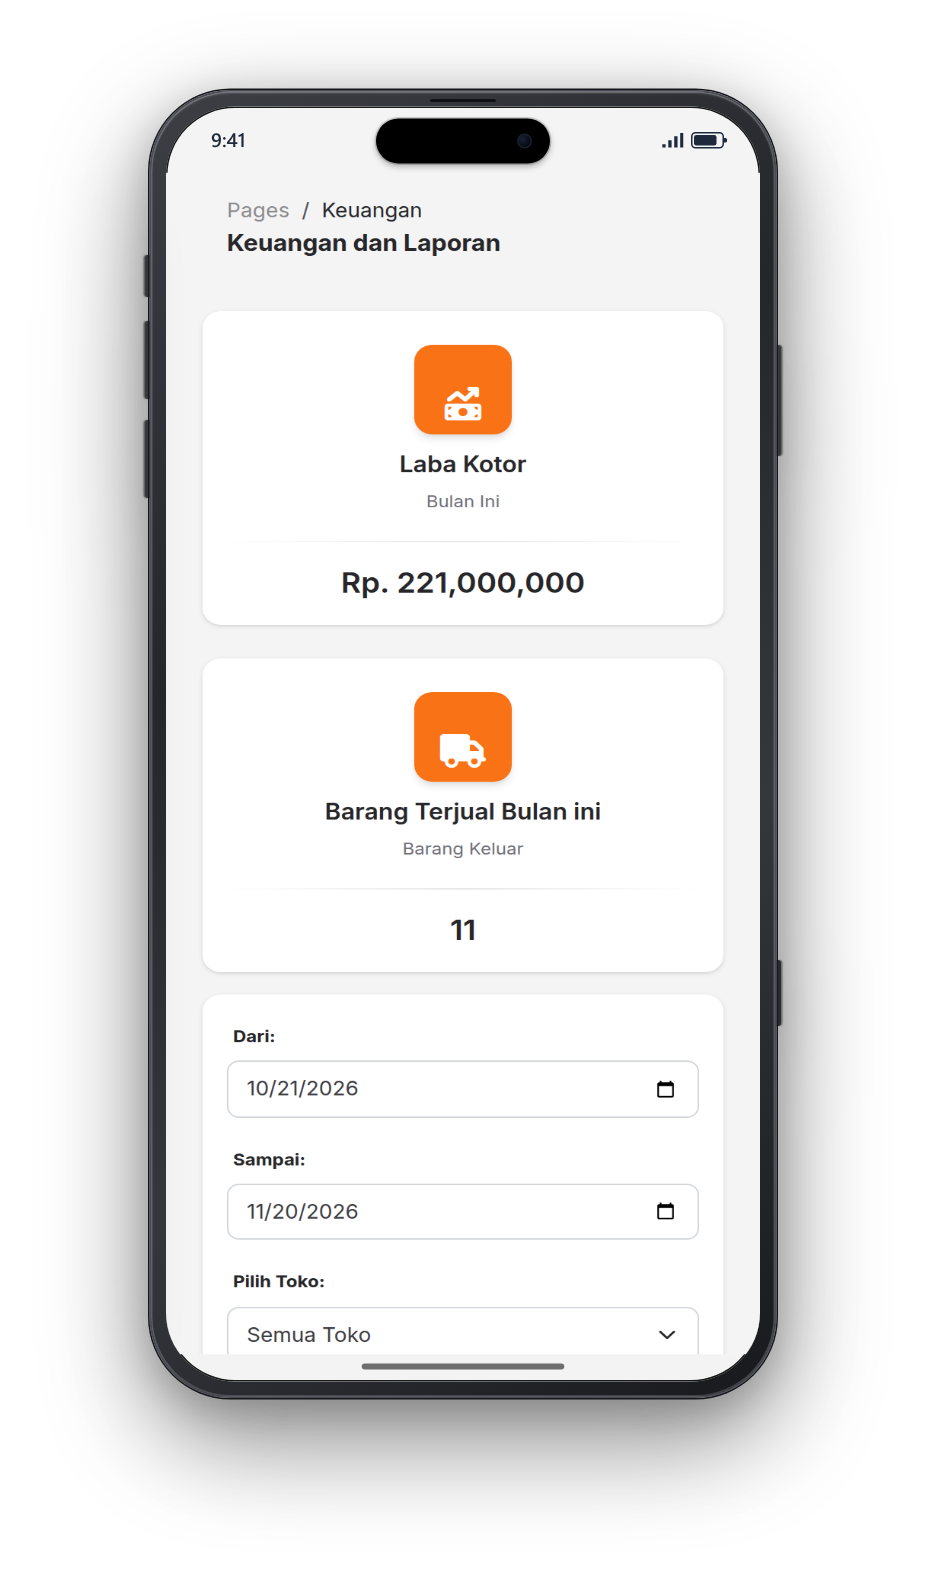 9:41
Pages / Keuangan
Keuangan dan Laporan
Laba Kotor
Bulan Ini
Rp. 221,000,000
Barang Terjual Bulan ini
Barang Keluar
11
Dari:
10/21/2026
Sampai:
11/20/2026
Pilih Toko:
Semua Toko